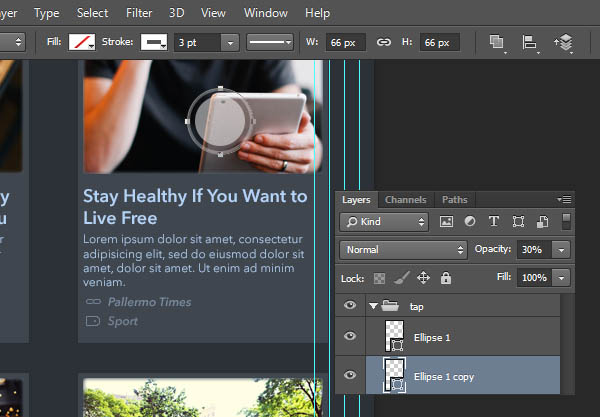 ayer Type Select Filter 3D View Window Help
Fill: Stroke: 3 pt W: 66 px H: 66 px
y
u
r
Stay Healthy If You Want to
Live Free
Lorem ipsum dolor sit amet, consectetur
adipisicing elit, sed do eiusmod dolor sit
amet, dolor sit amet. Ut enim ad minim
veniam.
Pallermo Times
Sport
Layers Channels Paths
Kind T
Normal Opacity: 30%
Lock: Fill: 100%
tap
Ellipse 1
Ellipse 1 copy